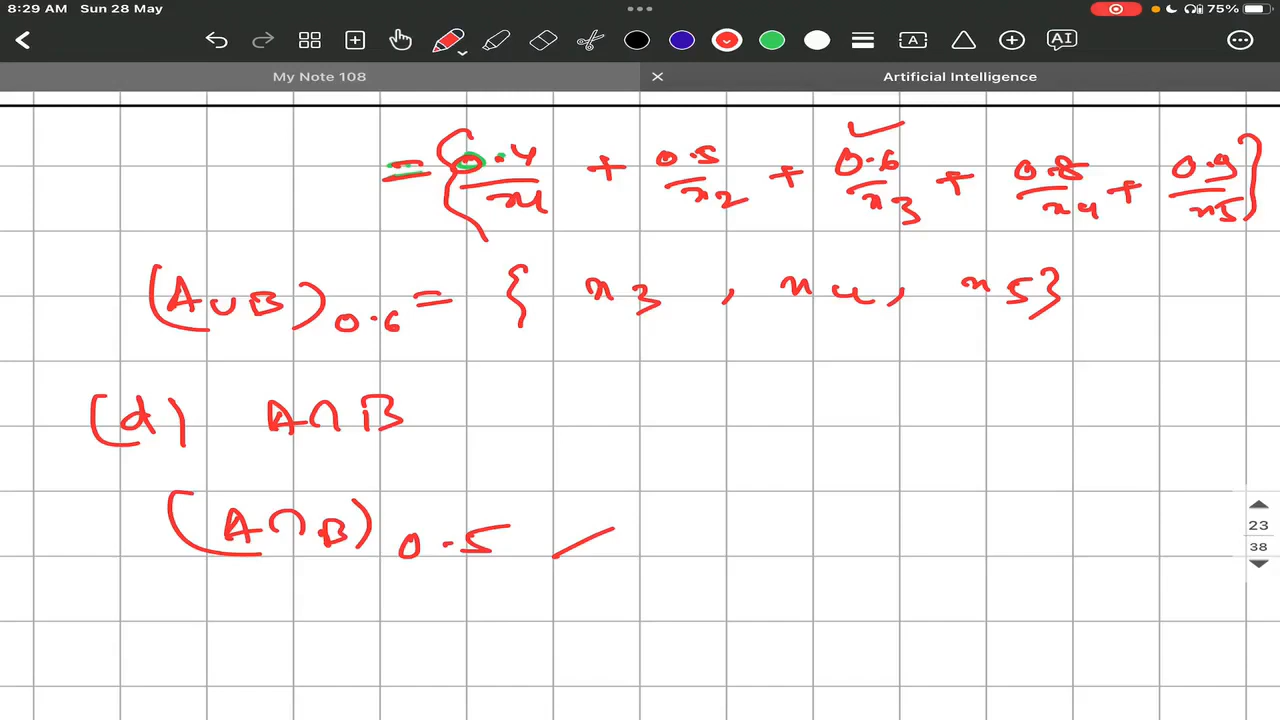 8:29 AM Sun 28 May 75%
My Note 108 Artificial Intelligence
= { 0.4/x1 + 0.5/x2 + 0.6/x3 + 0.8/x4 + 0.9/x5 }
(A∪B)0.6 = { x3, x4, x5 }
(d) A∩B
(A∩B)0.5
23
38